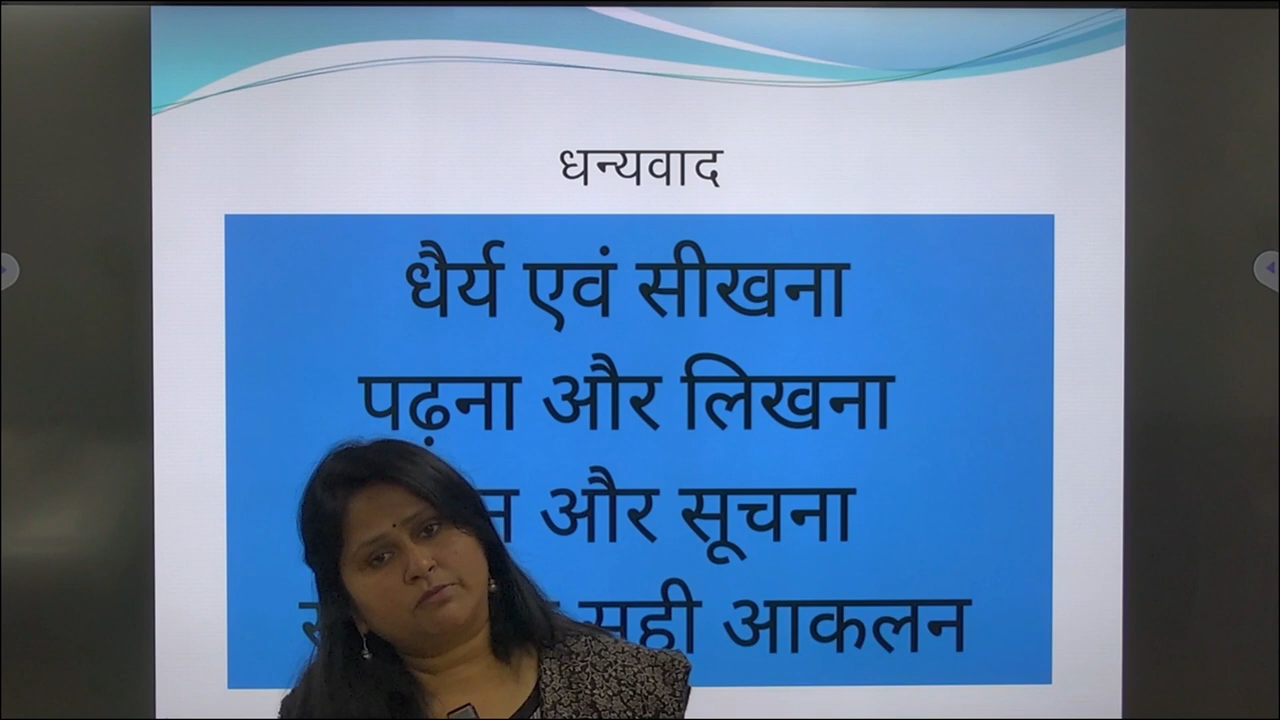 धन्यवाद
धैर्य एवं सीखना
पढ़ना और लिखना
और सूचना
सही आकलन